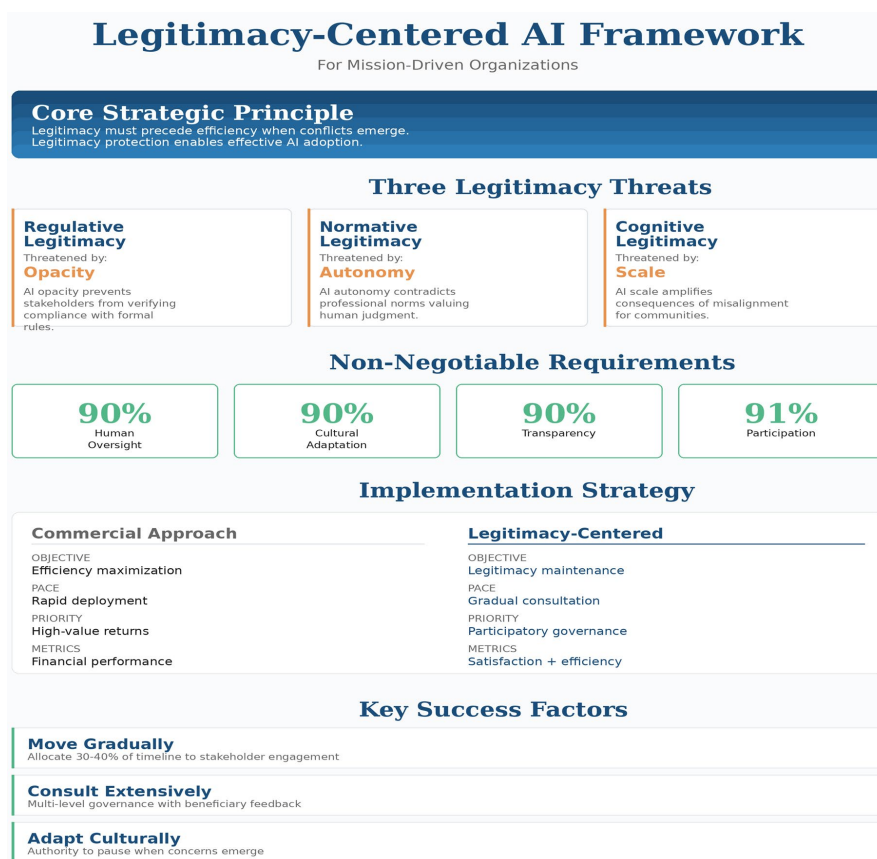 Legitimacy-Centered AI Framework
For Mission-Driven Organizations
Core Strategic Principle
Legitimacy must precede efficiency when conflicts emerge.
Legitimacy protection enables effective AI adoption.
Three Legitimacy Threats
Regulative
Legitimacy
Threatened by:
Opacity
AI opacity prevents
stakeholders from verifying
compliance with formal
rules.
Normative
Legitimacy
Threatened by:
Autonomy
AI autonomy contradicts
professional norms valuing
human judgment.
Cognitive
Legitimacy
Threatened by:
Scale
AI scale amplifies
consequences of misalignment
for communities.
Non-Negotiable Requirements
90%
Human
Oversight
90%
Cultural
Adaptation
90%
Transparency
91%
Participation
Implementation Strategy
Commercial Approach
OBJECTIVE
Efficiency maximization
PACE
Rapid deployment
PRIORITY
High-value returns
METRICS
Financial performance
Legitimacy-Centered
OBJECTIVE
Legitimacy maintenance
PACE
Gradual consultation
PRIORITY
Participatory governance
METRICS
Satisfaction + efficiency
Key Success Factors
Move Gradually
Allocate 30-40% of timeline to stakeholder engagement
Consult Extensively
Multi-level governance with beneficiary feedback
Adapt Culturally
Authority to pause when concerns emerge